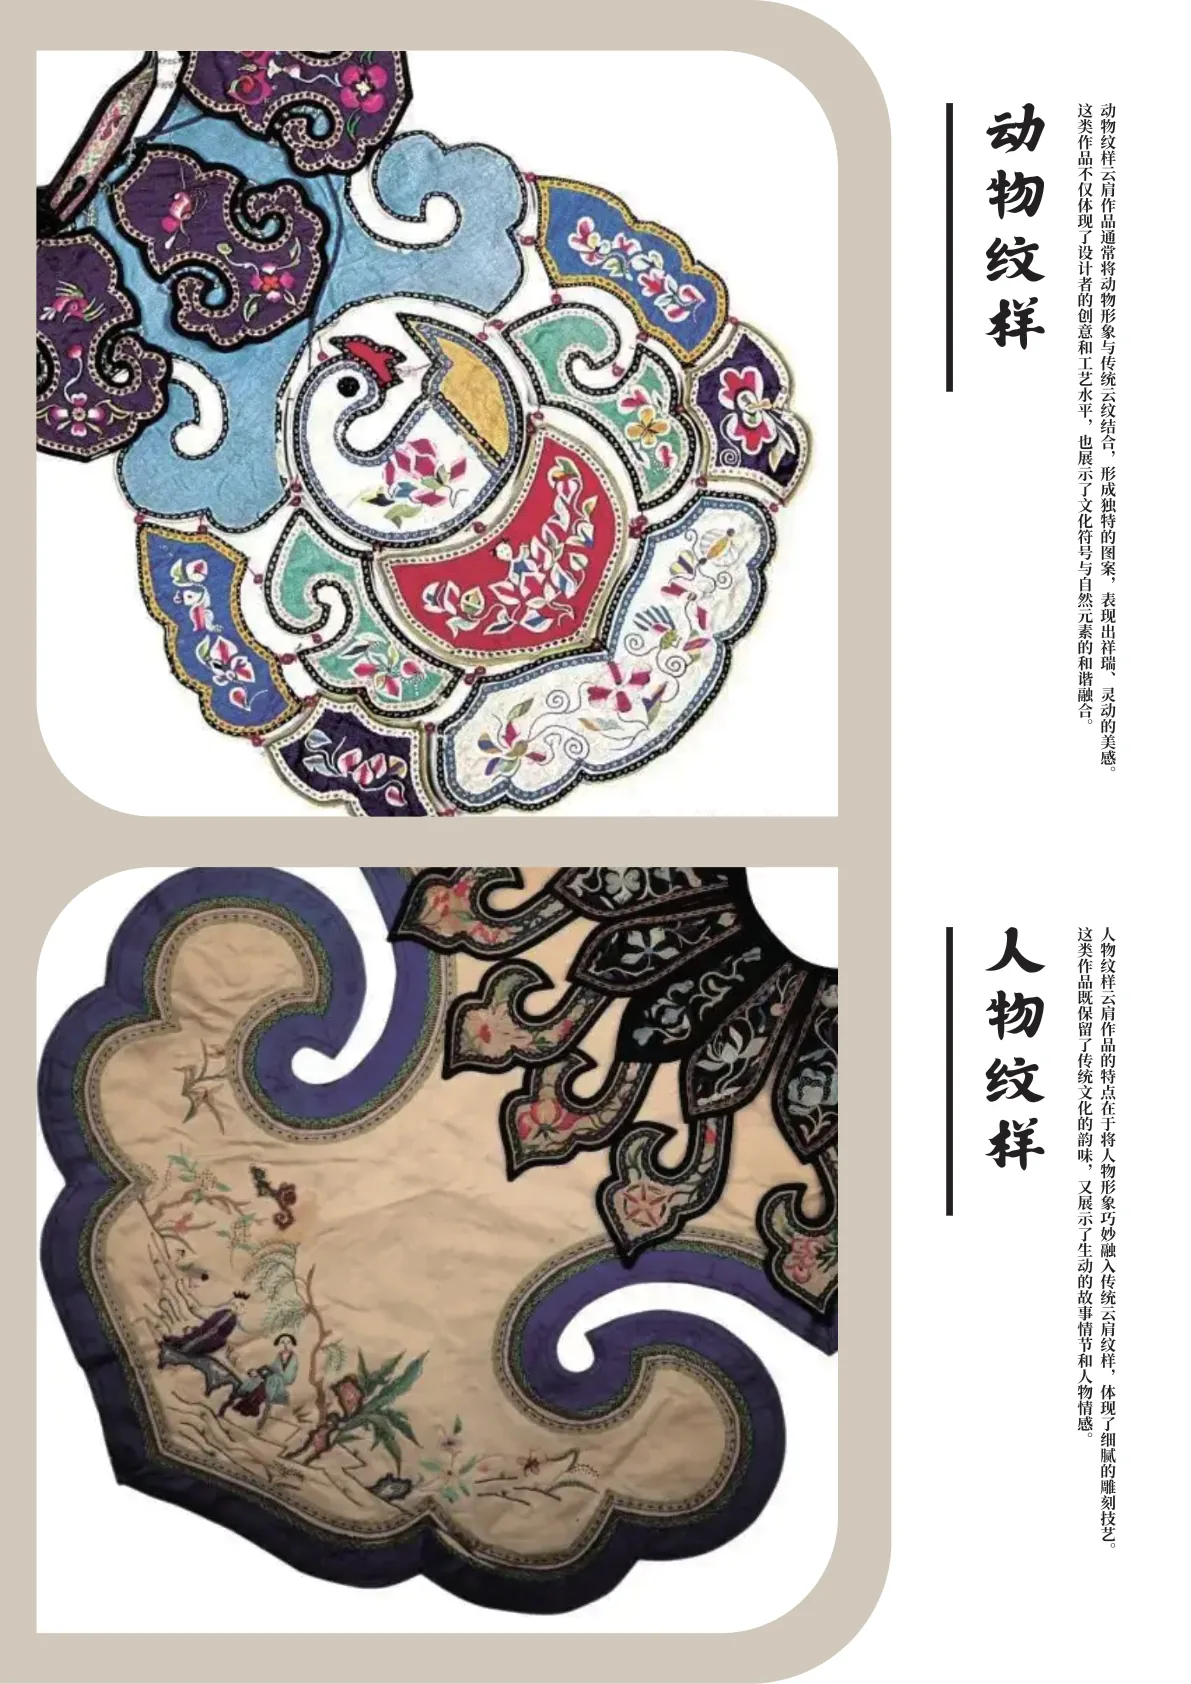 动物纹样
动物纹样云肩作品通常将动物形象与传统云纹结合，形成独特的图案，表现出祥瑞、灵动的美感。
这类作品不仅体现了设计者的创意和工艺水平，也展示了文化符号与自然元素的和谐融合。
人物纹样
人物纹样云肩作品的特点在于将人物形象巧妙融入传统云肩纹样，体现了细腻的雕刻技艺。
这类作品既保留了传统文化的韵味，又展示了生动的故事情节和人物情感。